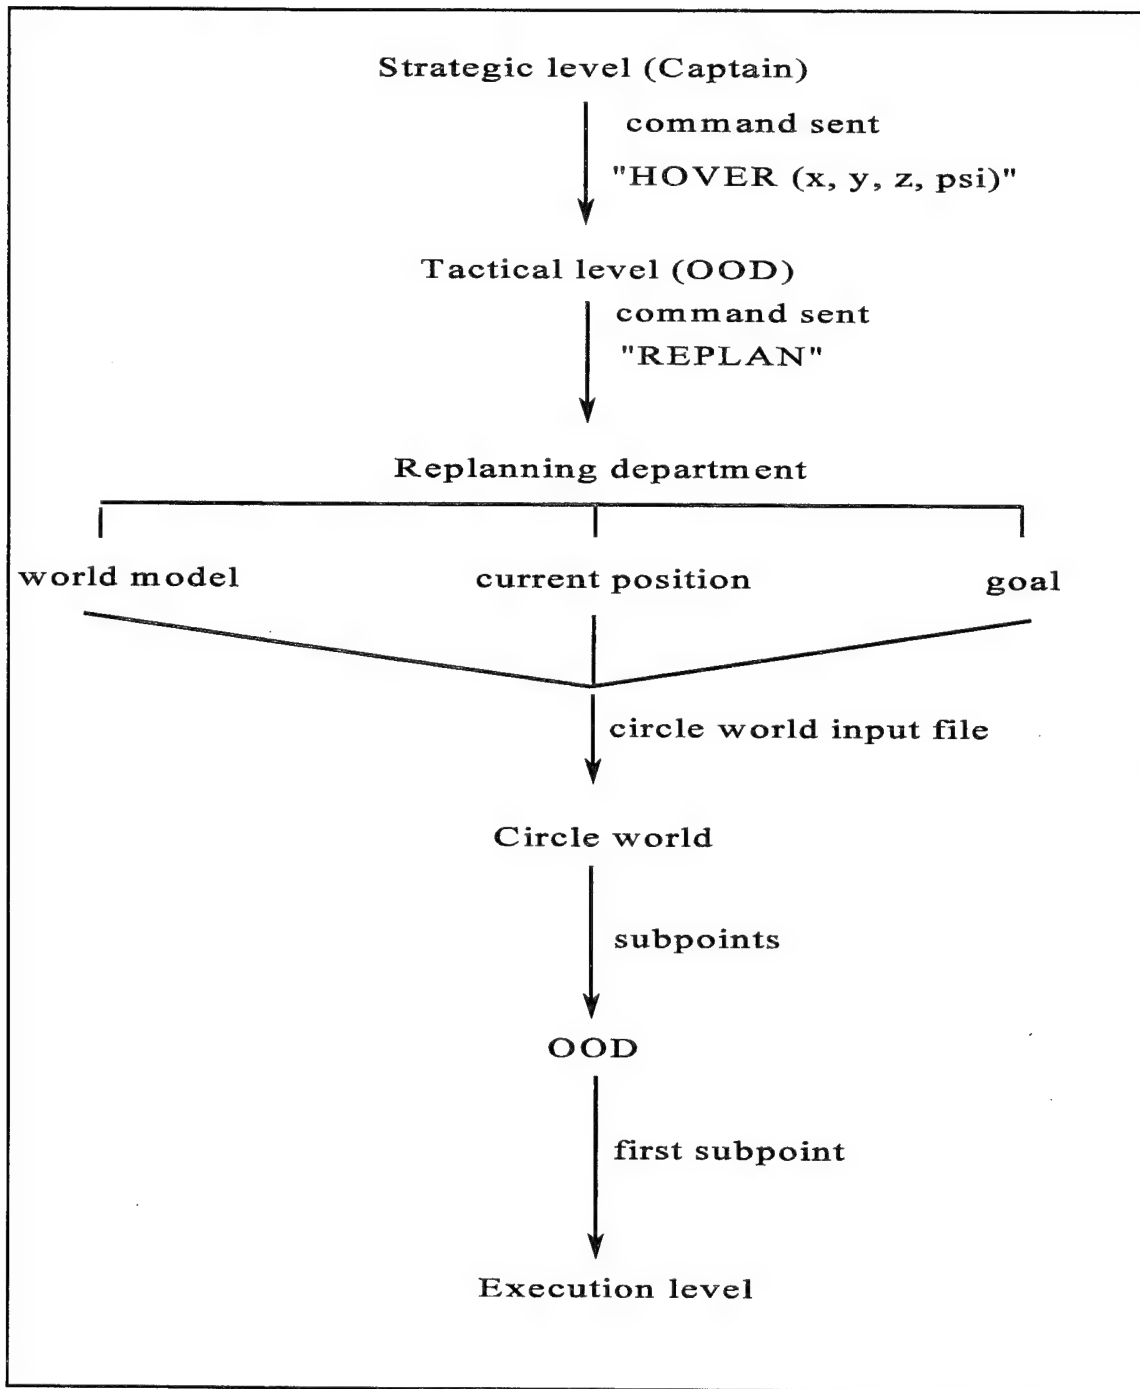 Strategic level (Captain)
command sent
"HOVER (x, y, z, psi)"
Tactical level (OOD)
command sent
"REPLAN"
Replanning department
world model
current position
goal
circle world input file
Circle world
subpoints
OOD
first subpoint
Execution level